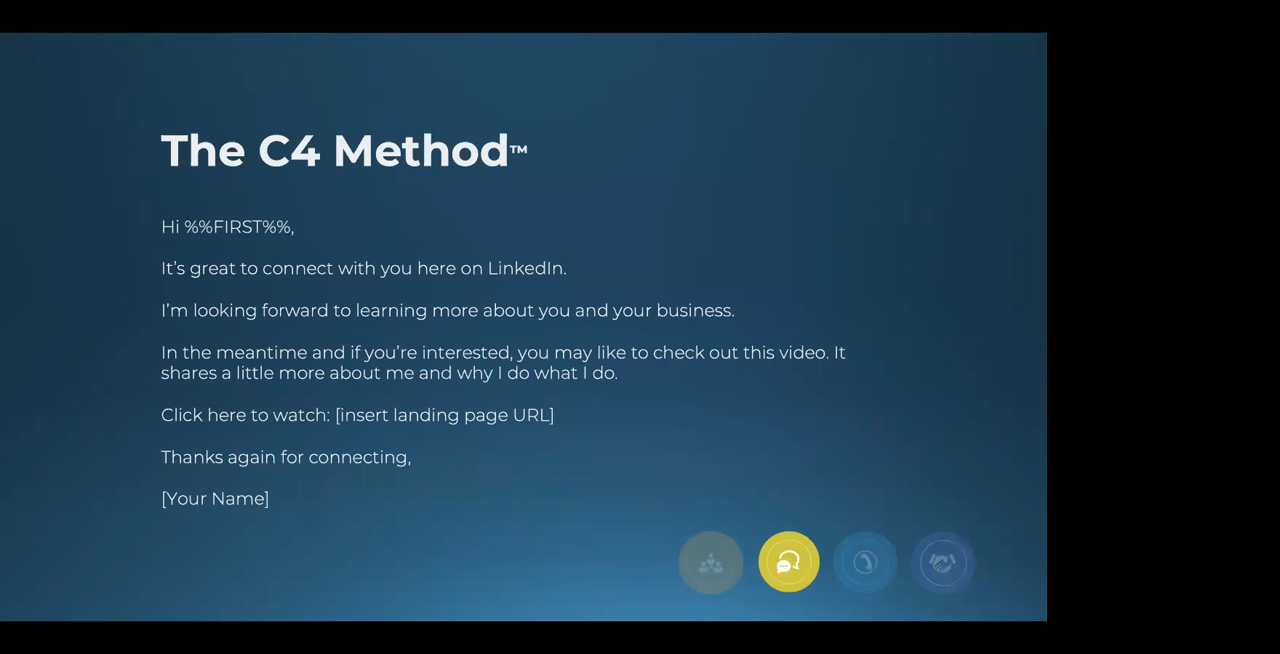 The C4 Method™
Hi %%FIRST%%,
It’s great to connect with you here on LinkedIn.
I’m looking forward to learning more about you and your business.
In the meantime and if you’re interested, you may like to check out this video. It
shares a little more about me and why I do what I do.
Click here to watch: [insert landing page URL]
Thanks again for connecting,
[Your Name]